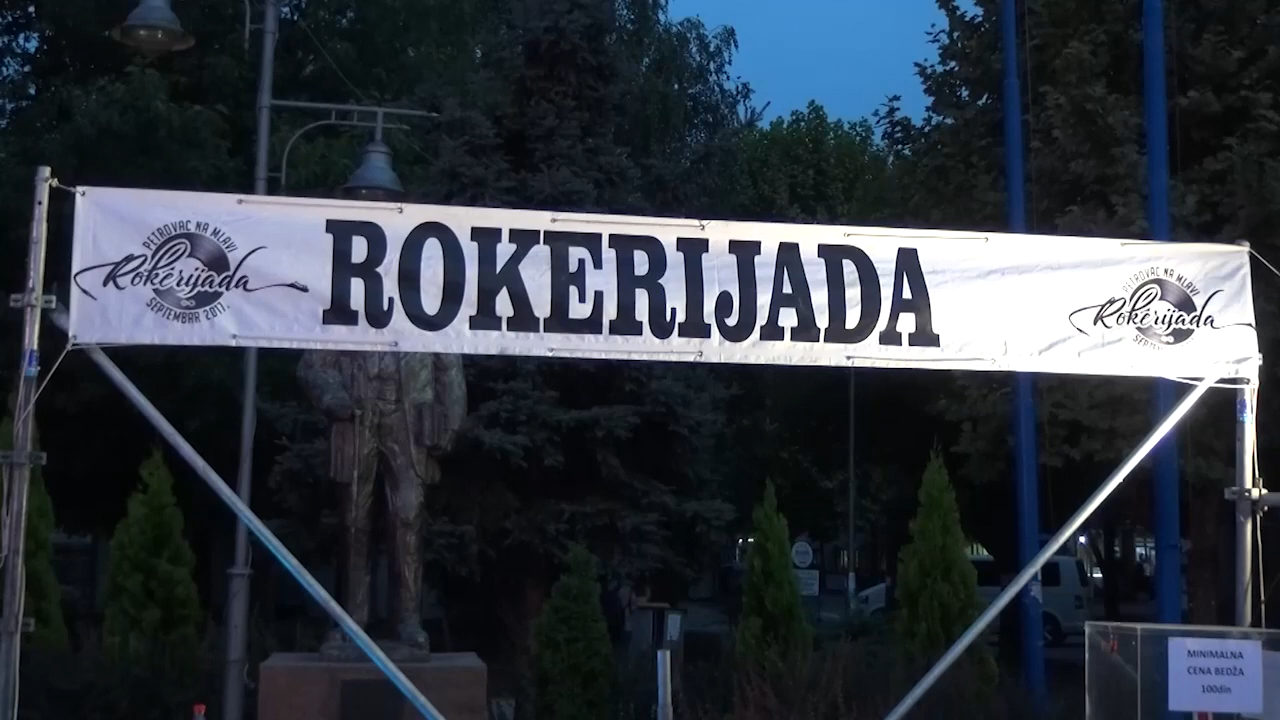 PETROVAC NA MLAVI
Rokerijada
SEPTEMBAR 2017.
ROKERIJADA
PETROVAC NA MLAVI
Rokerijada
MINIMALNA
CENA BEDŽA
100din